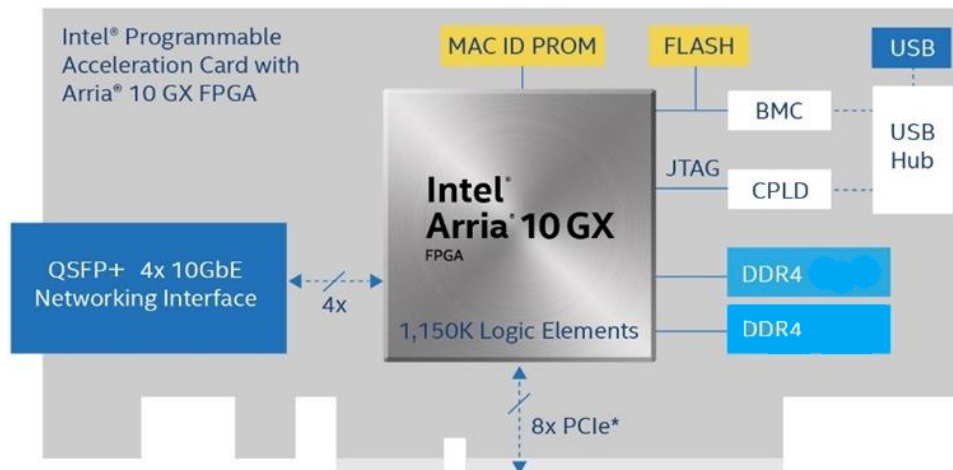 Intel® Programmable
Acceleration Card with
Arria® 10 GX FPGA
MAC ID PROM
FLASH
USB
BMC
USB
Hub
JTAG
CPLD
Intel®
Arria® 10 GX
FPGA
1,150K Logic Elements
QSFP+ 4x 10GbE
Networking Interface
4x
DDR4
DDR4
8x PCIe*